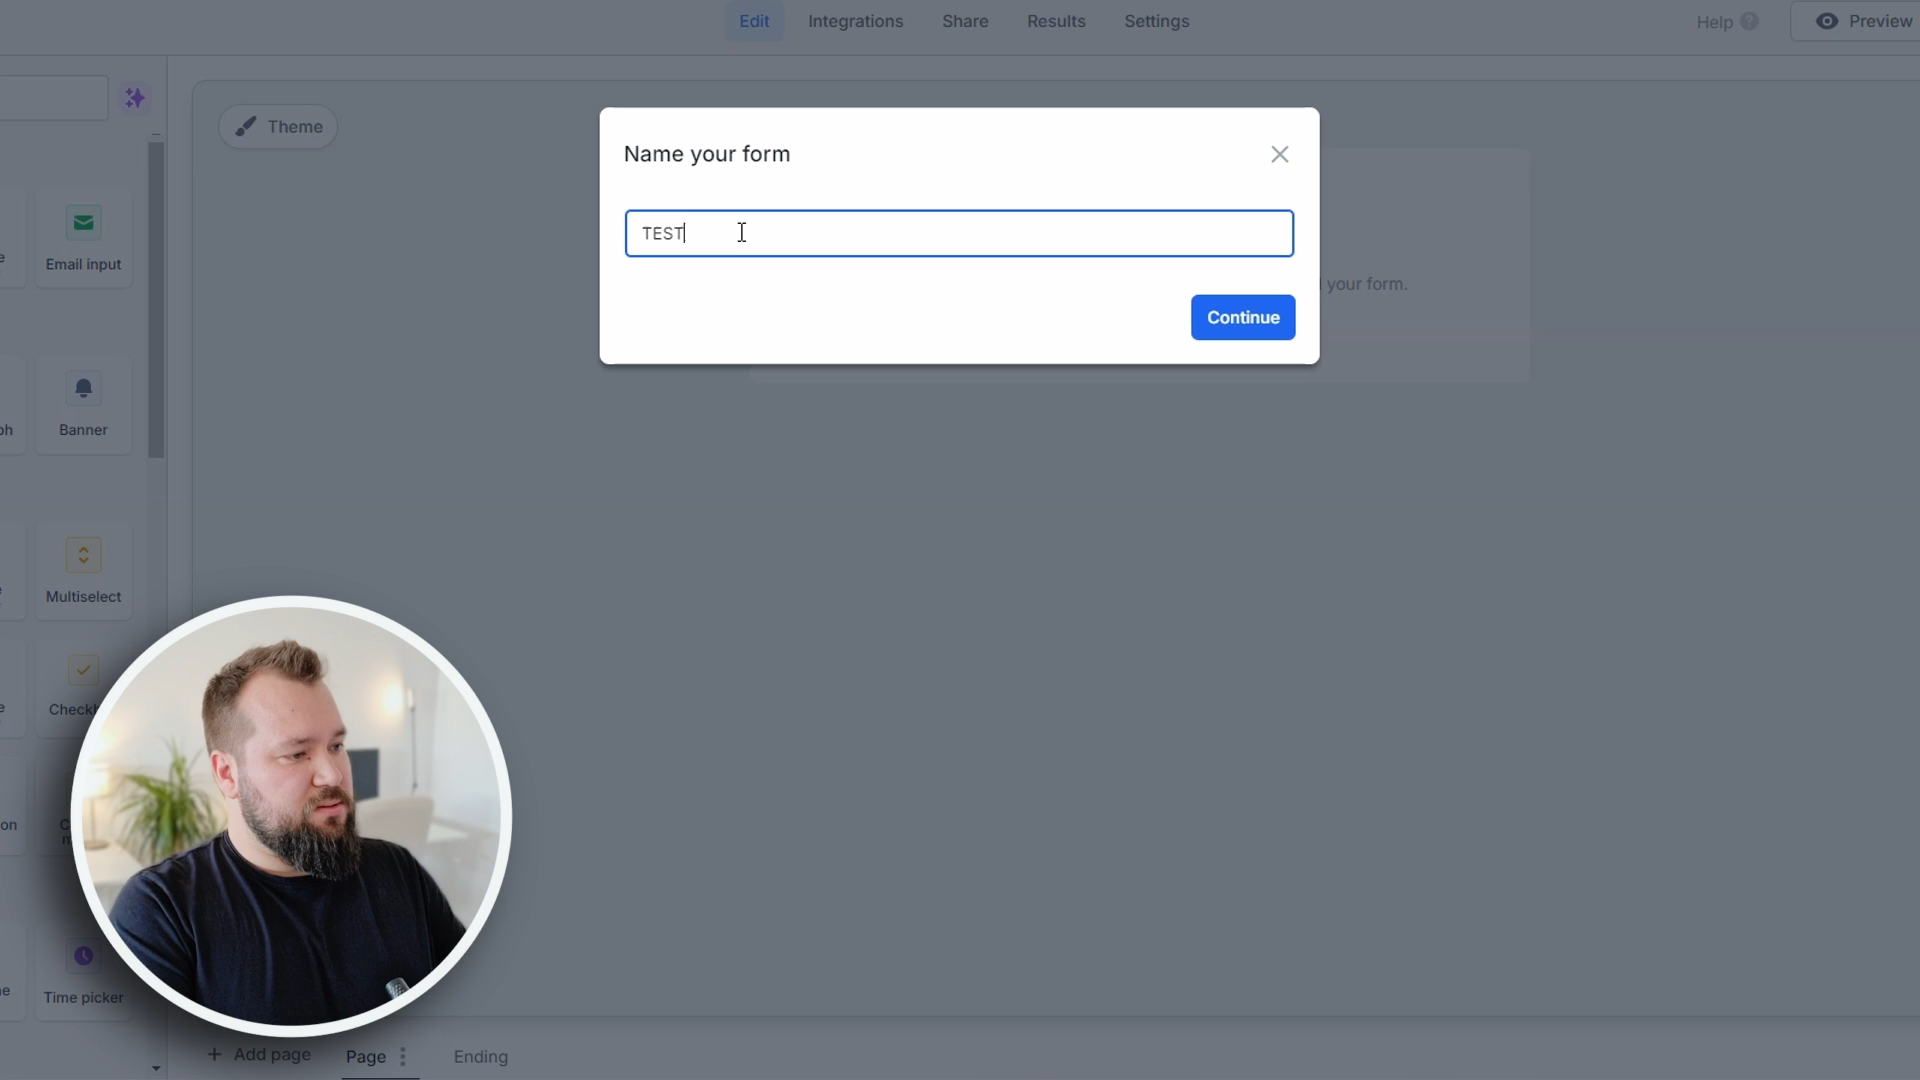 Edit Integrations Share Results Settings Help Preview
Theme
Name your form
TEST
your form.
Continue
Email input
Banner
Multiselect
Time picker
Add page Page Ending